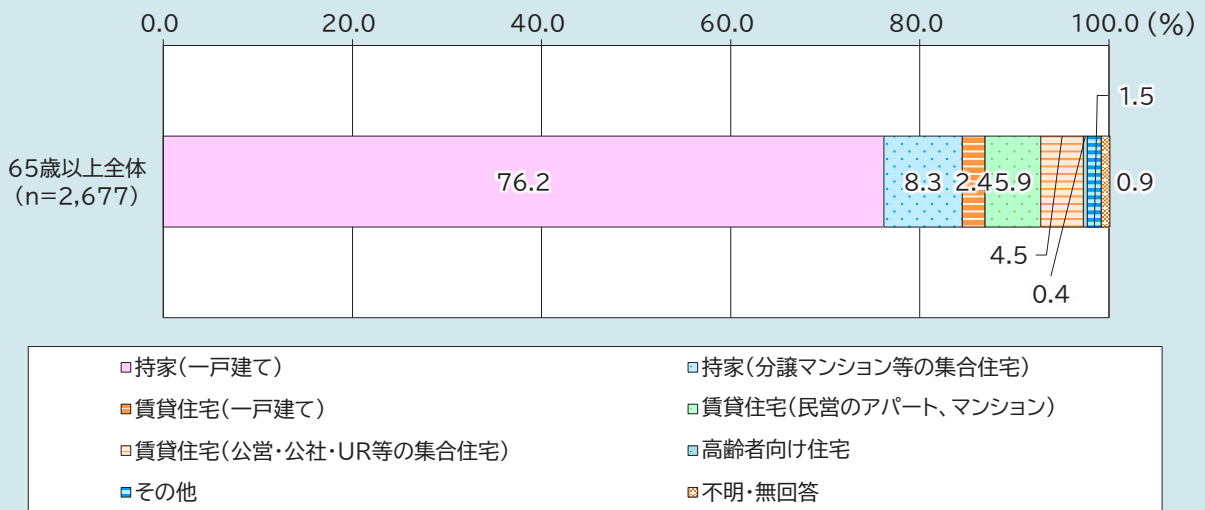 0.0 20.0 40.0 60.0 80.0 100.0 (%)
1.5
65歳以上全体
(n=2,677)
76.2 8.3 2.4 5.9 0.9
4.5
0.4
持家(一戸建て) 持家(分譲マンション等の集合住宅)
賃貸住宅(一戸建て) 賃貸住宅(民営のアパート、マンション)
賃貸住宅(公営・公社・UR等の集合住宅) 高齢者向け住宅
その他 不明・無回答